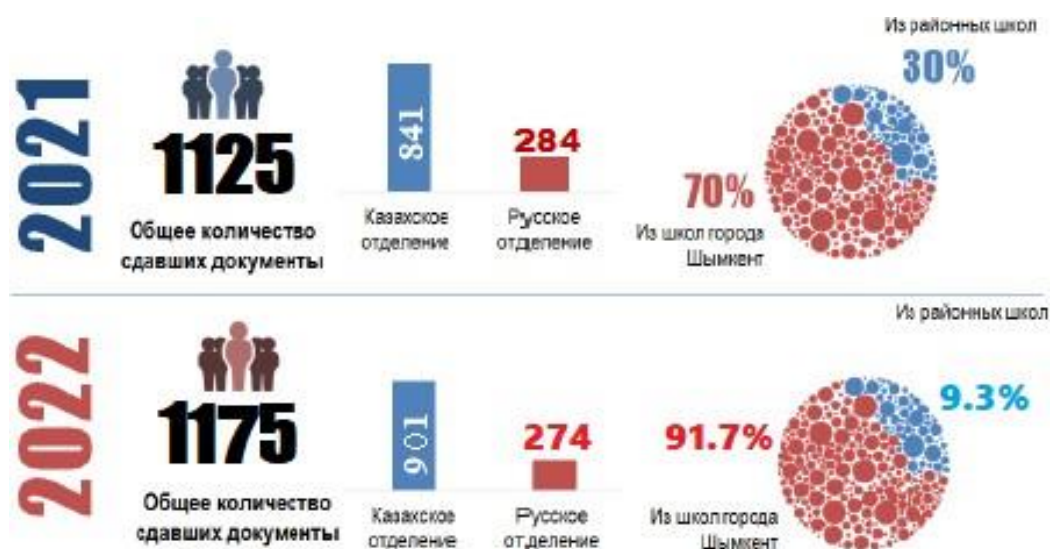 2021
1125
Общее количество
сдавших документы
841
Казахское
отделение
284
Русское
отделение
Из районных школ
30%
70%
Из школ города
Шымкент
2022
1175
Общее количество
сдавших документы
901
Казахское
отделение
274
Русское
отделение
Из районных школ
9.3%
91.7%
Из школ города
Шымкент